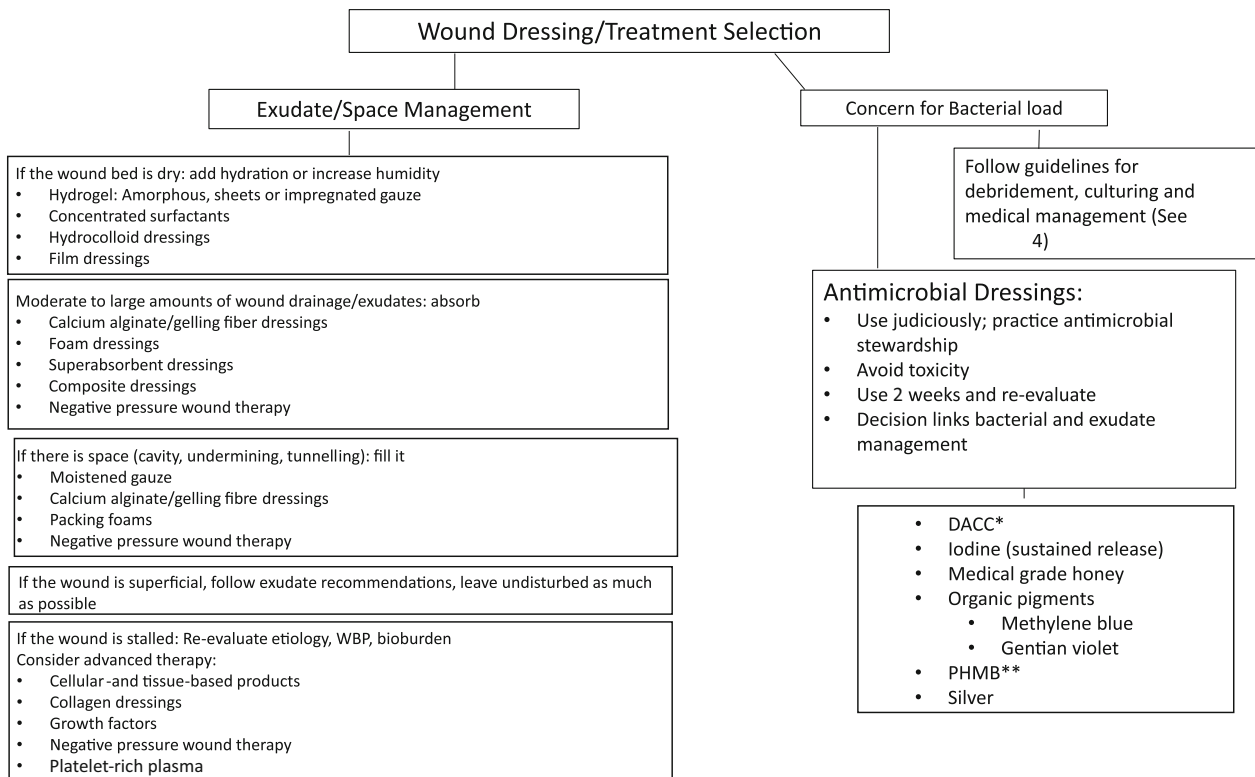 Wound Dressing/Treatment Selection
Exudate/Space Management
If the wound bed is dry: add hydration or increase humidity
• Hydrogel: Amorphous, sheets or impregnated gauze
• Concentrated surfactants
• Hydrocolloid dressings
• Film dressings
Moderate to large amounts of wound drainage/exudates: absorb
• Calcium alginate/gelling fiber dressings
• Foam dressings
• Superabsorbent dressings
• Composite dressings
• Negative pressure wound therapy
If there is space (cavity, undermining, tunnelling): fill it
• Moistened gauze
• Calcium alginate/gelling fibre dressings
• Packing foams
• Negative pressure wound therapy
If the wound is superficial, follow exudate recommendations, leave undisturbed as much
as possible
If the wound is stalled: Re-evaluate etiology, WBP, bioburden
Consider advanced therapy:
• Cellular-and tissue-based products
• Collagen dressings
• Growth factors
• Negative pressure wound therapy
• Platelet-rich plasma
Concern for Bacterial load
Follow guidelines for
debridement, culturing and
medical management (See
4)
Antimicrobial Dressings:
• Use judiciously; practice antimicrobial
stewardship
• Avoid toxicity
• Use 2 weeks and re-evaluate
• Decision links bacterial and exudate
management
• DACC*
• Iodine (sustained release)
• Medical grade honey
• Organic pigments
• Methylene blue
• Gentian violet
• PHMB**
• Silver